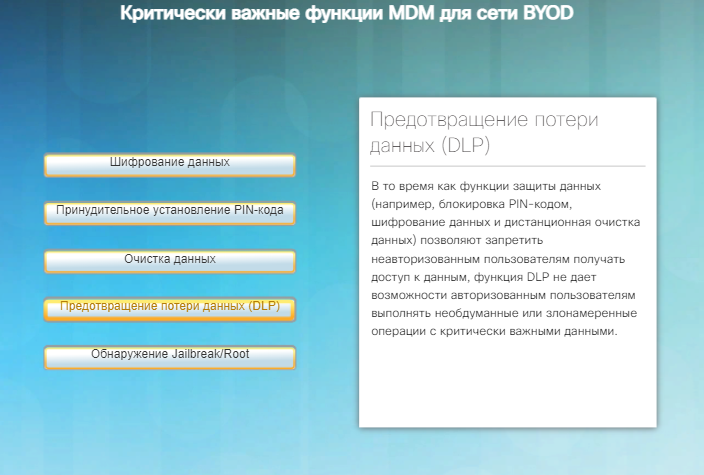 Критически важные функции MDM для сети BYOD
Шифрование данных
Принудительное установление PIN-кода
Очистка данных
Предотвращение потери данных (DLP)
Обнаружение Jailbreak/Root
Предотвращение потери
данных (DLP)
В то время как функции защиты данных
(например, блокировка PIN-кодом,
шифрование данных и дистанционная очистка
данных) позволяют запретить
неавторизованным пользователям получать
доступ к данным, функция DLP не дает
возможности авторизованным пользователям
выполнять необдуманные или злонамеренные
операции с критически важными данными.